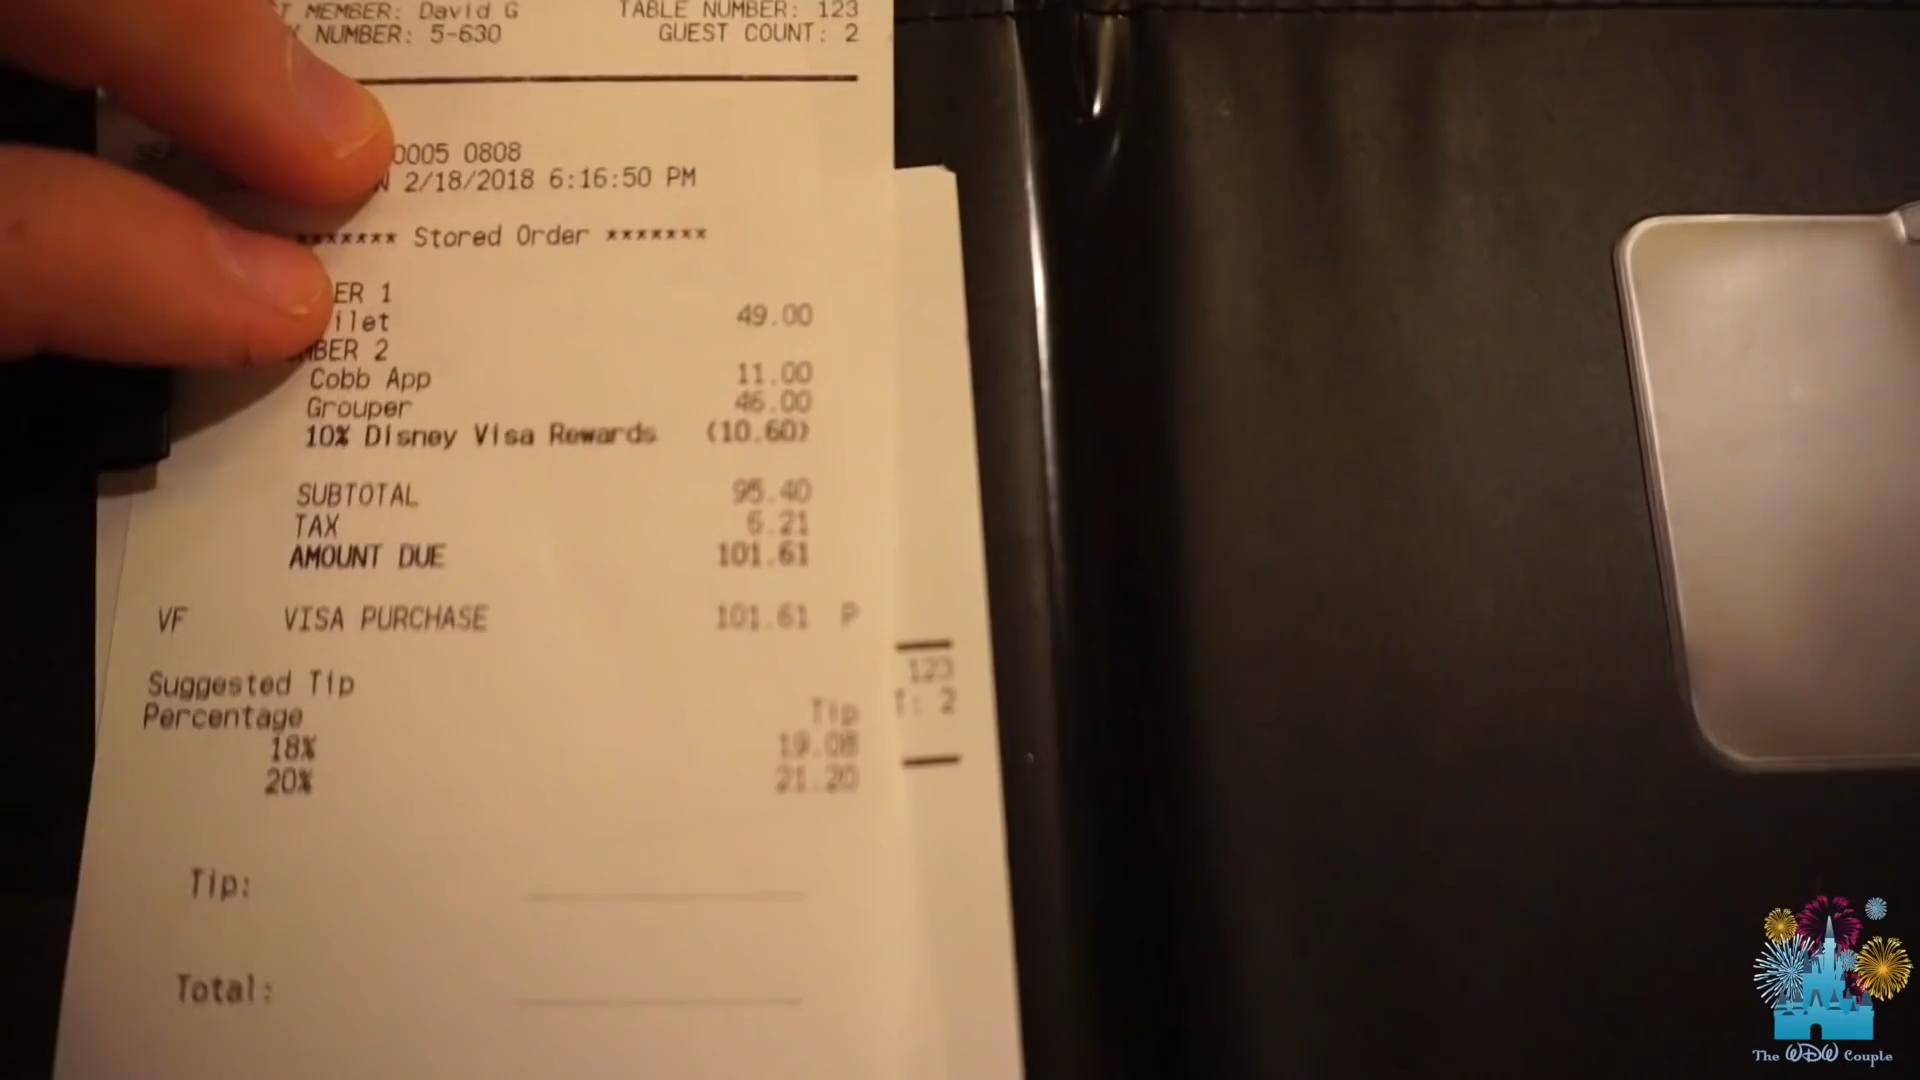 T MEMBER: David G TABLE NUMBER: 123
NUMBER: 5-630 GUEST COUNT: 2
0005 0808
2/18/2018 6:16:50 PM
******* Stored Order *******
ER 1
ilet 49.00
BER 2
Cobb App 11.00
Grouper 46.00
10% Disney Visa Rewards (10.60)
SUBTOTAL 95.40
TAX 6.21
AMOUNT DUE 101.61
VF VISA PURCHASE 101.61 P
123
T: 2
Suggested Tip
Percentage Tip
18% 19.08
20% 21.20
Tip:
Total:
The WDW Couple